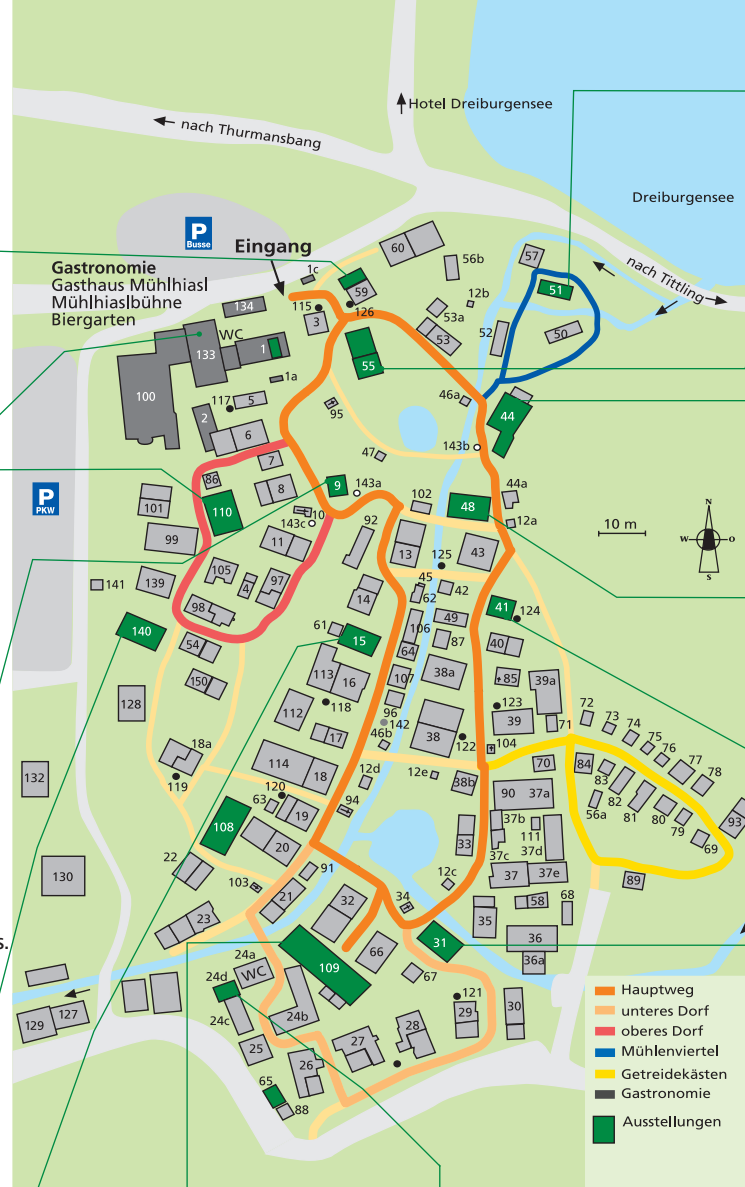 Hotel Dreiburgensee
nach Thurmansbang
Dreiburgensee
P
Busse
Eingang
nach Tittling
Gastronomie
Gasthaus Mühlhiasl
Mühlhiaslbühne
Biergarten
60
56b
57
1c
59
12b
51
134
115
126
53a
3
53
52
50
WC
133
1
55
100
1a
46a
117
5
95
44
2
6
143b
47
7
86
8
9
143a
44a
P
PKW
101
110
102
48
10
143c
12a
99
92
10 m
N
W
O
S
11
13
43
125
105
97
45
42
141
139
4
14
62
41
124
98
106
49
61
87
140
15
64
40
54
113
16
107
38a
85
39a
150
118
96
123
128
112
142
39
71
72
73
74
17
38
46b
122
104
75
76
77
18a
114
18
12d
12e
38b
70
84
83
78
132
119
120
90
37a
82
63
94
56a
81
80
93
19
37b
111
79
108
20
33
37d
69
37c
22
91
37
37e
130
103
12c
89
21
34
58
68
32
23
35
36
s.
31
24a
66
36a
WC
109
67
24d
121
24c
24b
29
30
129
127
28
25
27
26
65
88
Hauptweg
unteres Dorf
oberes Dorf
Mühlenviertel
Getreidekästen
Gastronomie
Ausstellungen